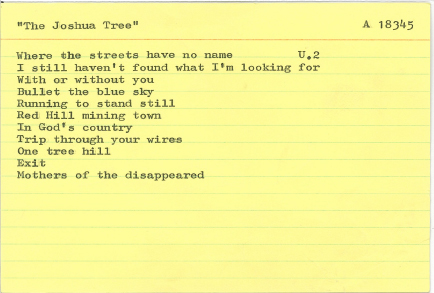 "The Joshua Tree" A 18345
Where the streets have no name U.2
I still haven't found what I'm looking for
With or without you
Bullet the blue sky
Running to stand still
Red Hill mining town
In God's country
Trip through your wires
One tree hill
Exit
Mothers of the disappeared